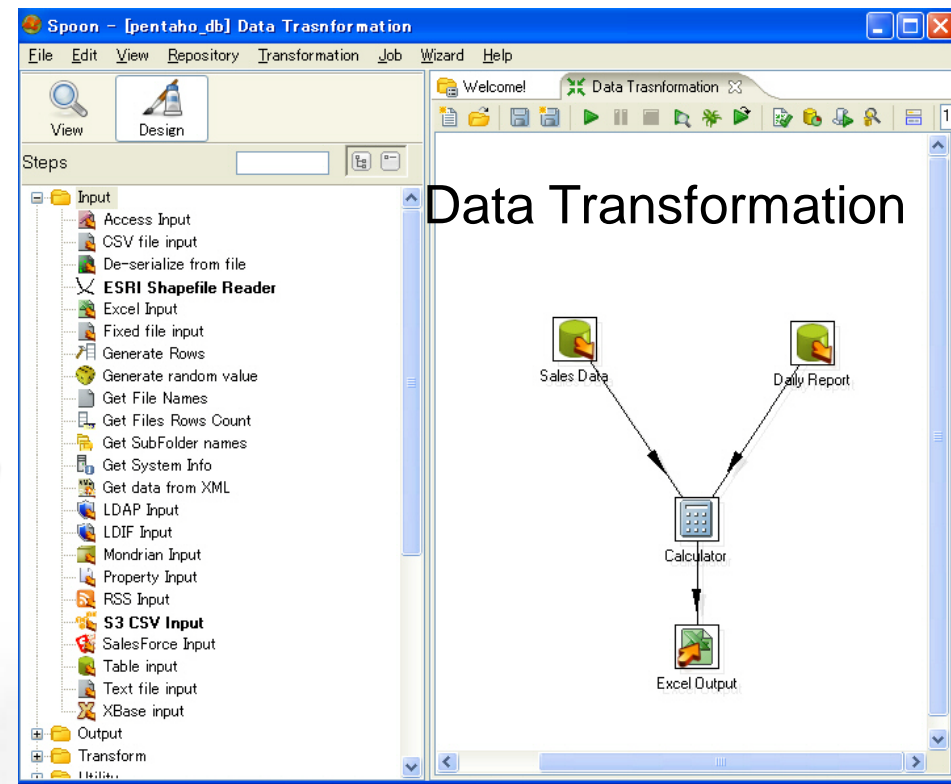 Spoon - [pentaho_db] Data Trasnformation
File Edit View Repository Transformation Job Wizard Help
View
Design
Steps
Input
Access Input
CSV file input
De-serialize from file
ESRI Shapefile Reader
Excel Input
Fixed file input
Generate Rows
Generate random value
Get File Names
Get Files Rows Count
Get SubFolder names
Get System Info
Get data from XML
LDAP Input
LDIF Input
Mondrian Input
Property Input
RSS Input
S3 CSV Input
SalesForce Input
Table input
Text file input
XBase input
Output
Transform
Utility
Welcome!
Data Trasnformation
1
Data Transformation
Sales Data
Daily Report
Calculator
Excel Output